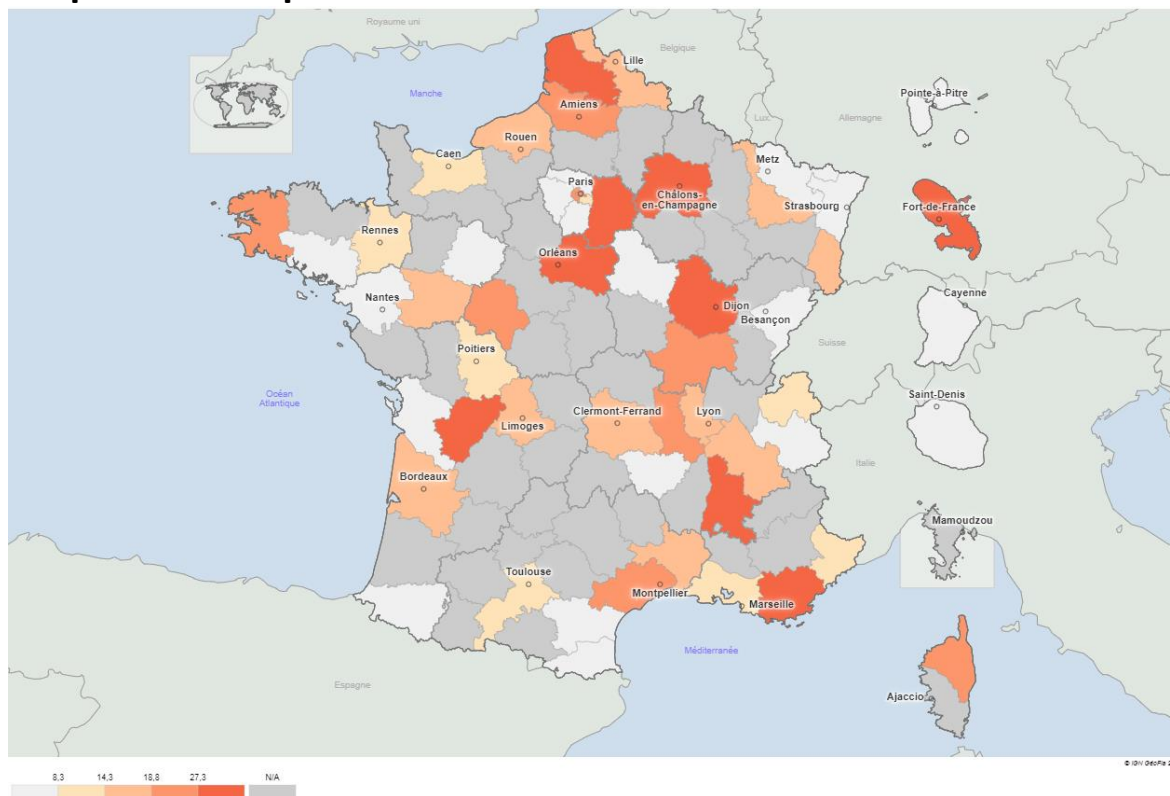 Royaume uni
Belgique
Lille
Manche
Pointe-à-Pitre
Amiens
Lux.
Allemagne
Rouen
Caen
Metz
Paris
Châlons-
en-Champagne
Strasbourg
Fort-de-France
Rennes
Orléans
Nantes
Dijon
Besançon
Cayenne
Suisse
Poitiers
Océan
Atlantique
Saint-Denis
Clermont-Ferrand
Lyon
Limoges
Italie
Bordeaux
Mamoudzou
Toulouse
Montpellier
Marseille
Méditerranée
Espagne
Ajaccio
8,3 14,3 18,8 27,3 N/A